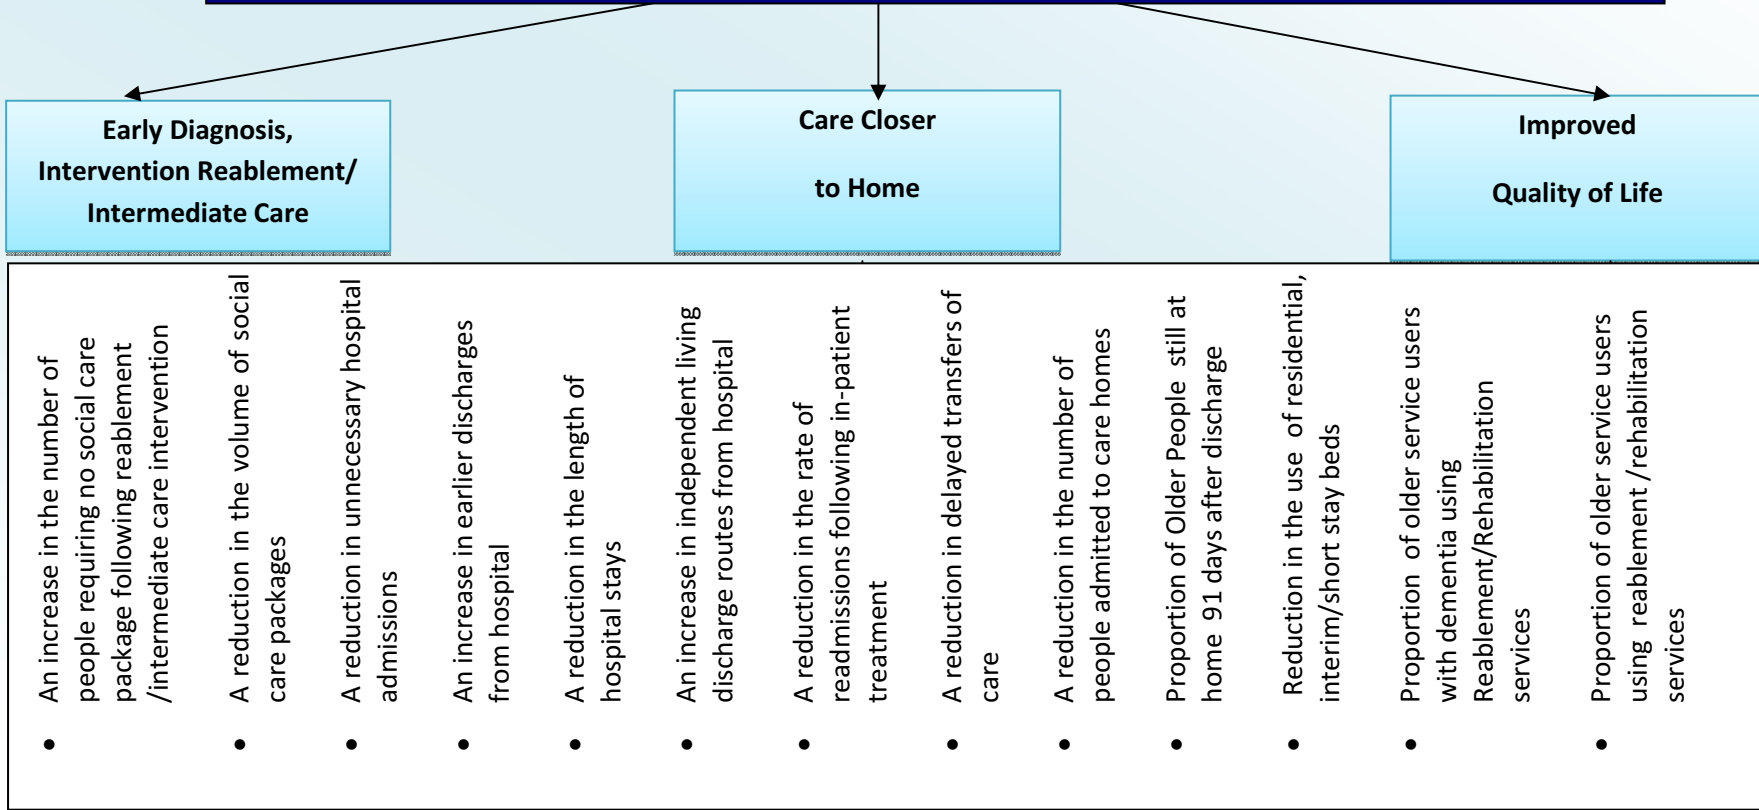 Early Diagnosis,
Intervention Reablement/
Intermediate Care
Care Closer
to Home
Improved
Quality of Life
• An increase in the number of
people requiring no social care
package following reablement
/intermediate care intervention
• A reduction in the volume of social
care packages
• A reduction in unnecessary hospital
admissions
• An increase in earlier discharges
from hospital
• A reduction in the length of
hospital stays
• An increase in independent living
discharge routes from hospital
• A reduction in the rate of
readmissions following in-patient
treatment
• A reduction in delayed transfers of
care
• A reduction in the number of
people admitted to care homes
• Proportion of Older People still at
home 91 days after discharge
• Reduction in the use of residential,
interim/short stay beds
• Proportion of older service users
with dementia using
Reablement/Rehabilitation
services
• Proportion of older service users
using reablement /rehabilitation
services